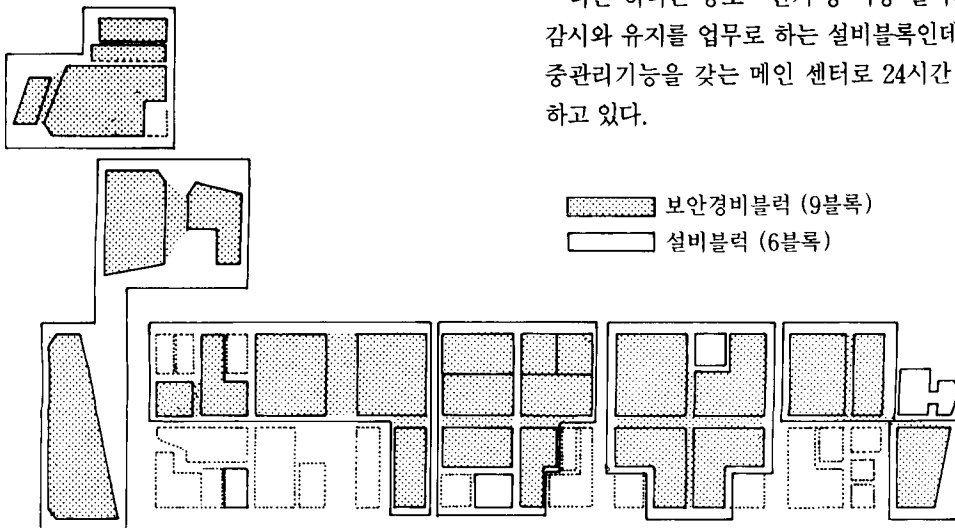 감시와 유지를 업무로 하는 설비블록인데
중관리기능을 갖는 메인 센터로 24시간
하고 있다.
보안경비블럭 (9블록)
설비블럭 (6블록)